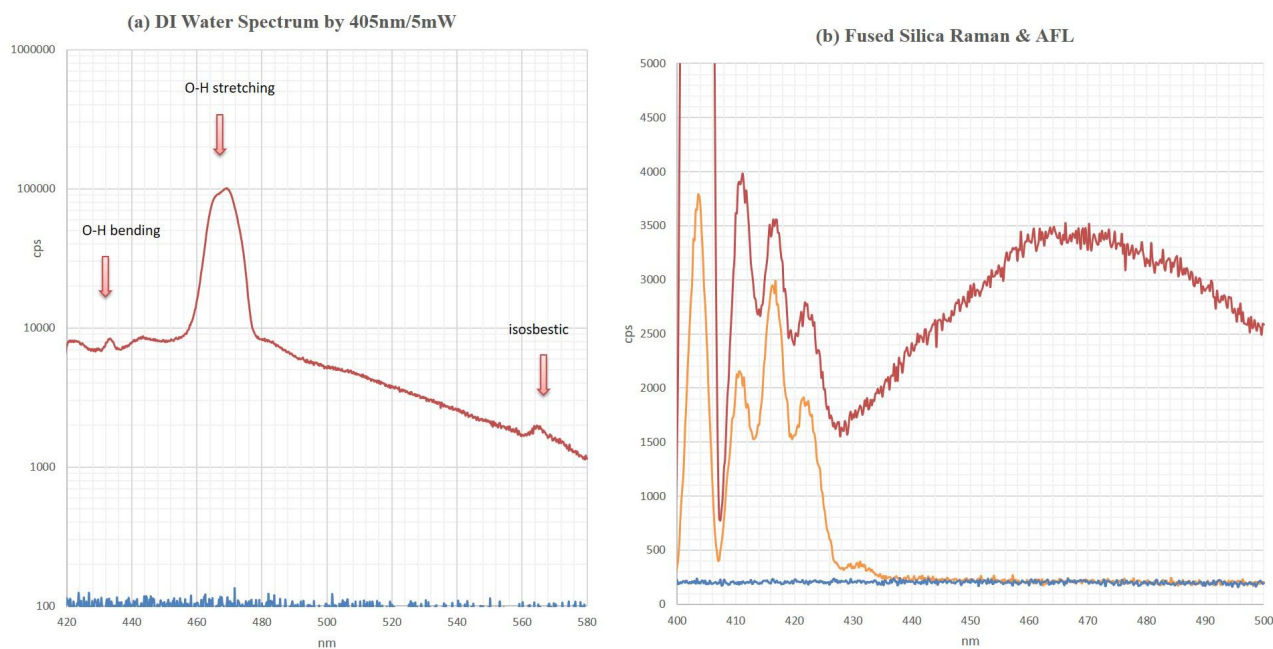 (a) DI Water Spectrum by 405nm/5mW
1000000
100000
10000
1000
100
cps
O-H stretching
O-H bending
isosbestic
420 440 460 480 500 520 540 560 580
nm
(b) Fused Silica Raman & AFL
5000
4500
4000
3500
3000
2500
2000
1500
1000
500
0
cps
400 410 420 430 440 450 460 470 480 490 500
nm